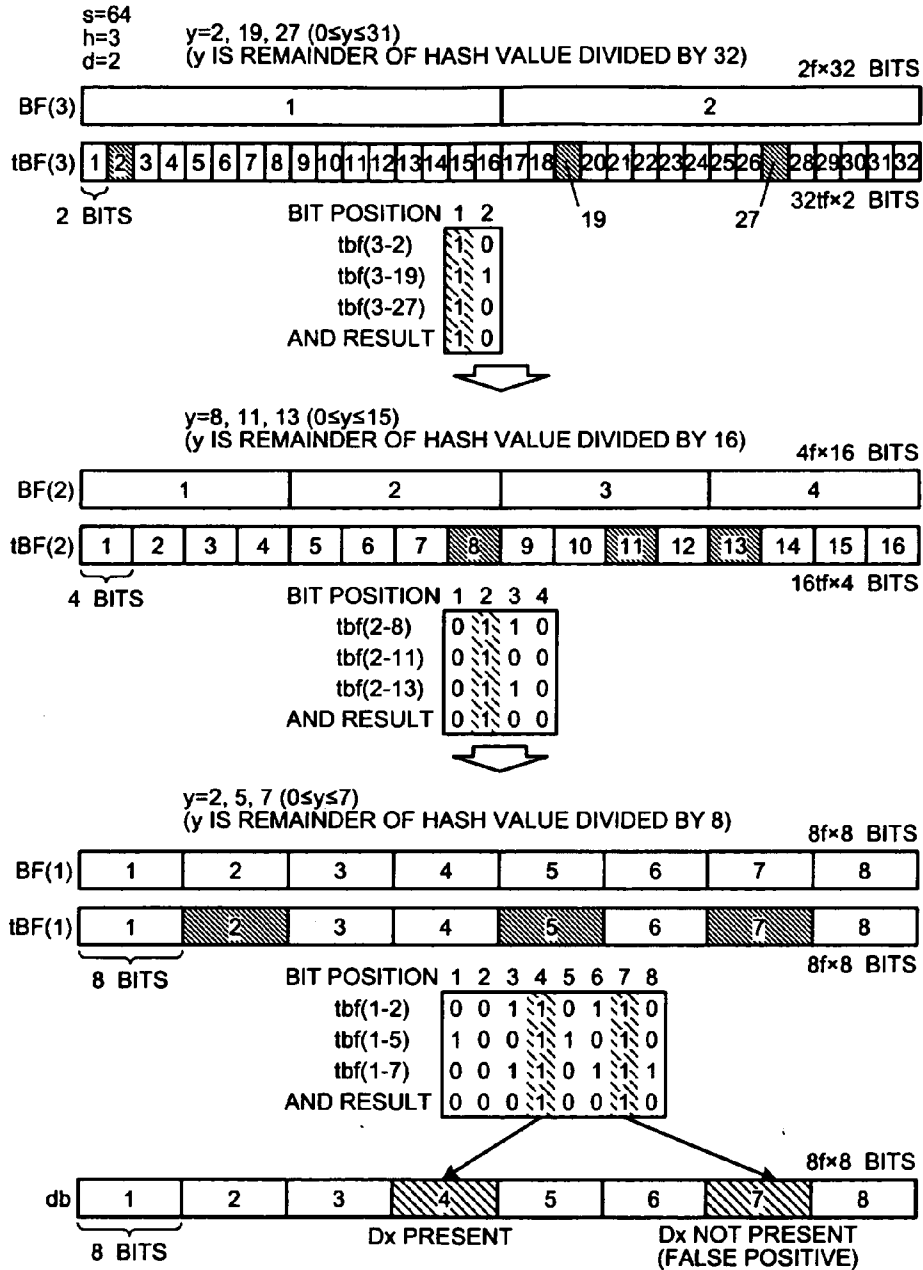 s=64
h=3
d=2
y=2, 19, 27 (0≤y≤31)
(y IS REMAINDER OF HASH VALUE DIVIDED BY 32)
2f×32 BITS
BF(3) 1 2
tBF(3) 1 2 3 4 5 6 7 8 9 10 11 12 13 14 15 16 17 18 20 21 22 23 24 25 26 28 29 30 31 32
2 BITS
19
27
32tf×2 BITS
BIT POSITION 1 2
tbf(3-2) 1 0
tbf(3-19) 1 1
tbf(3-27) 1 0
AND RESULT 1 0
y=8, 11, 13 (0≤y≤15)
(y IS REMAINDER OF HASH VALUE DIVIDED BY 16)
4f×16 BITS
BF(2) 1 2 3 4
tBF(2) 1 2 3 4 5 6 7 8 9 10 11 12 13 14 15 16
4 BITS
16tf×4 BITS
BIT POSITION 1 2 3 4
tbf(2-8) 0 1 1 0
tbf(2-11) 0 1 0 0
tbf(2-13) 0 1 1 0
AND RESULT 0 1 0 0
y=2, 5, 7 (0≤y≤7)
(y IS REMAINDER OF HASH VALUE DIVIDED BY 8)
8f×8 BITS
BF(1) 1 2 3 4 5 6 7 8
tBF(1) 1 2 3 4 5 6 7 8
8 BITS
8f×8 BITS
BIT POSITION 1 2 3 4 5 6 7 8
tbf(1-2) 0 0 1 1 0 1 1 0
tbf(1-5) 1 0 0 1 1 0 1 0
tbf(1-7) 0 0 1 1 0 1 1 1
AND RESULT 0 0 0 1 0 0 1 0
8f×8 BITS
db 1 2 3 4 5 6 7 8
8 BITS
Dx PRESENT
Dx NOT PRESENT
(FALSE POSITIVE)